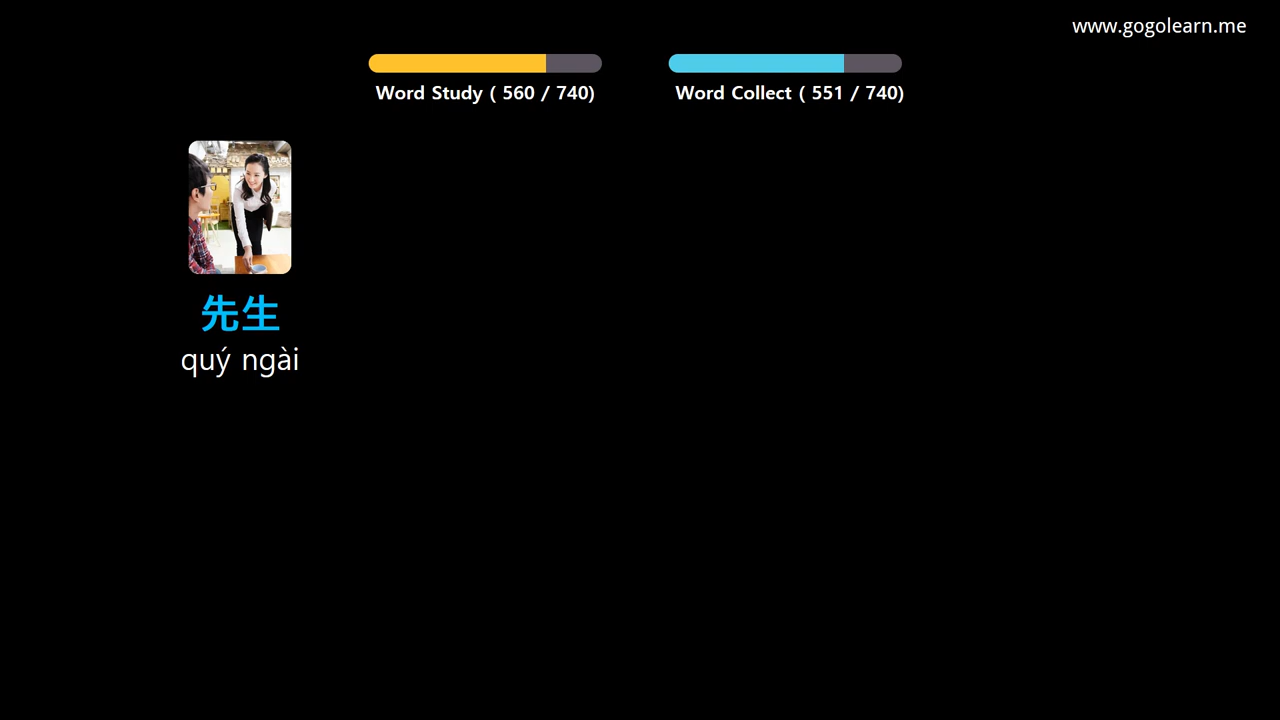 www.gogolearn.me
Word Study ( 560 / 740)
Word Collect ( 551 / 740)
先生
quý ngài